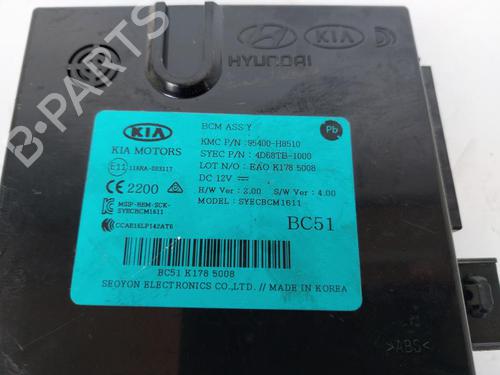 HYUNDAI KIA
B-PARTS
KIA
KIA MOTORS
BCM ASS'Y
Pb
KMC P/N :95400-H8510
SYEC P/N : 4D68TB-1000
LOT N/O : EAO K178 5008
DC 12V
H/W Ver : 2.00 S/W Ver : 4.00
MODEL : SYECBCM1611
E11
CE 2200
MSIP-REM-SCK-
SYECBCM1611
CCAE16LP142AT6
BC51
BC51 K178 5008
SEOYON ELECTRONICS CO.,LTD. // MADE IN KOREA
>ABS<